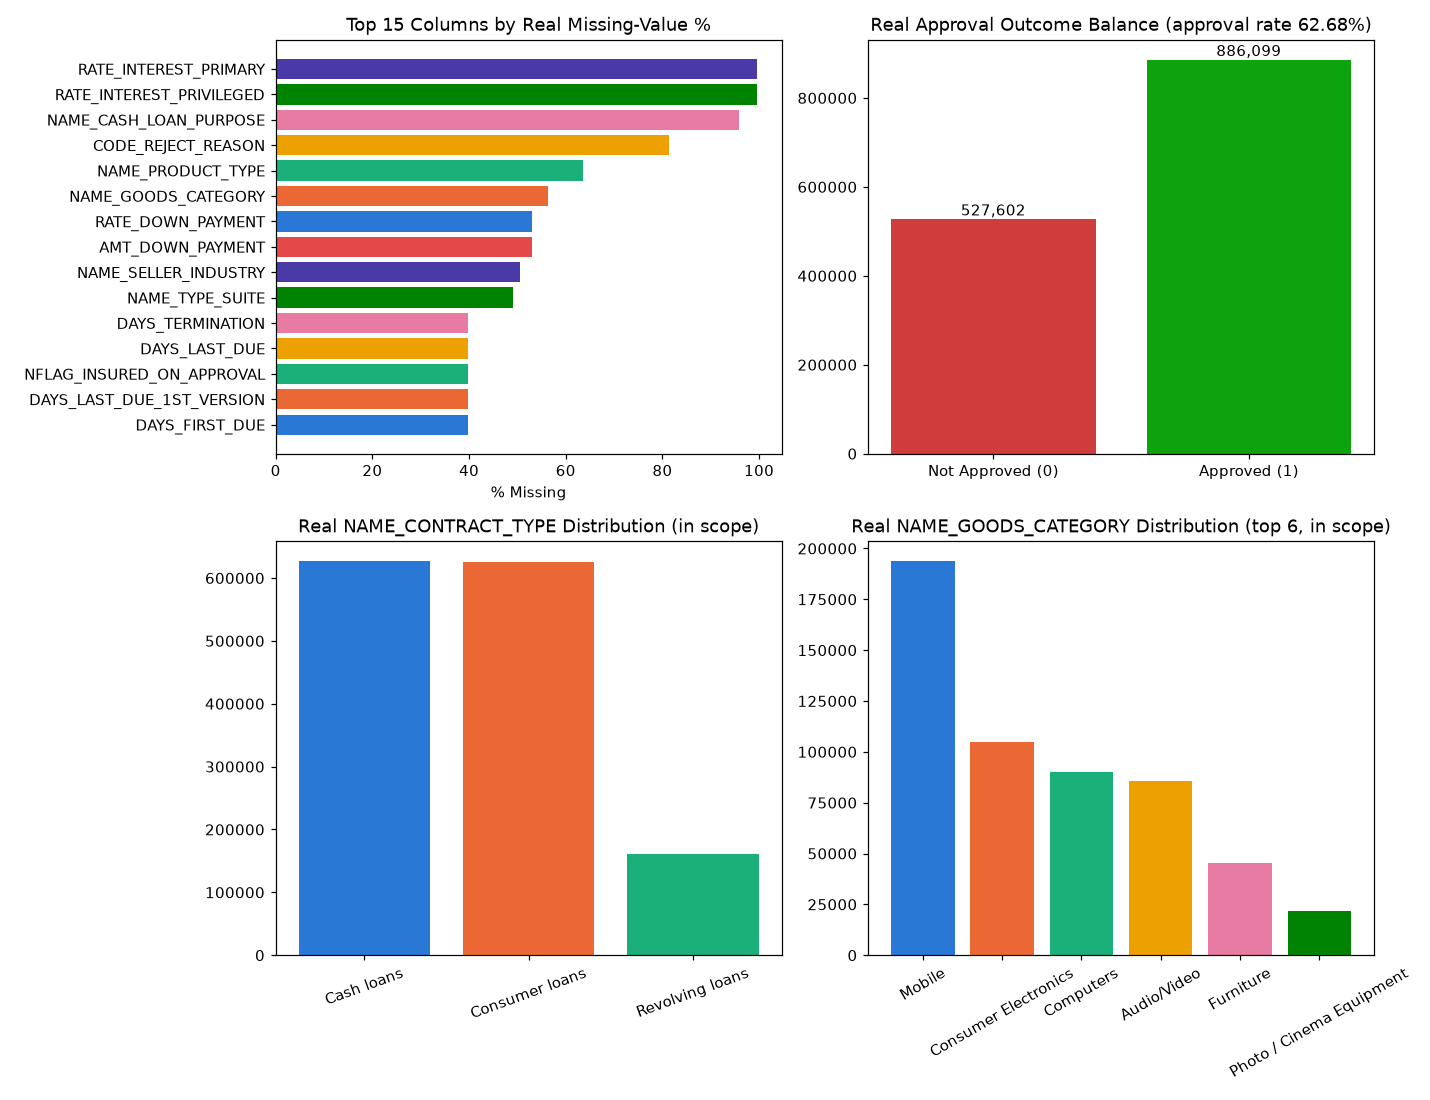 Top 15 Columns by Real Missing-Value %
RATE_INTEREST_PRIMARY
RATE_INTEREST_PRIVILEGED
NAME_CASH_LOAN_PURPOSE
CODE_REJECT_REASON
NAME_PRODUCT_TYPE
NAME_GOODS_CATEGORY
RATE_DOWN_PAYMENT
AMT_DOWN_PAYMENT
NAME_SELLER_INDUSTRY
NAME_TYPE_SUITE
DAYS_TERMINATION
DAYS_LAST_DUE
NFLAG_INSURED_ON_APPROVAL
DAYS_LAST_DUE_1ST_VERSION
DAYS_FIRST_DUE
0 20 40 60 80 100
% Missing
Real Approval Outcome Balance (approval rate 62.68%)
800000
600000
400000
200000
0
527,602
886,099
Not Approved (0) Approved (1)
Real NAME_CONTRACT_TYPE Distribution (in scope)
600000
500000
400000
300000
200000
100000
0
Cash loans
Consumer loans
Revolving loans
Real NAME_GOODS_CATEGORY Distribution (top 6, in scope)
200000
175000
150000
125000
100000
75000
50000
25000
0
Mobile
Consumer Electronics
Computers
Audio/Video
Furniture
Photo / Cinema Equipment